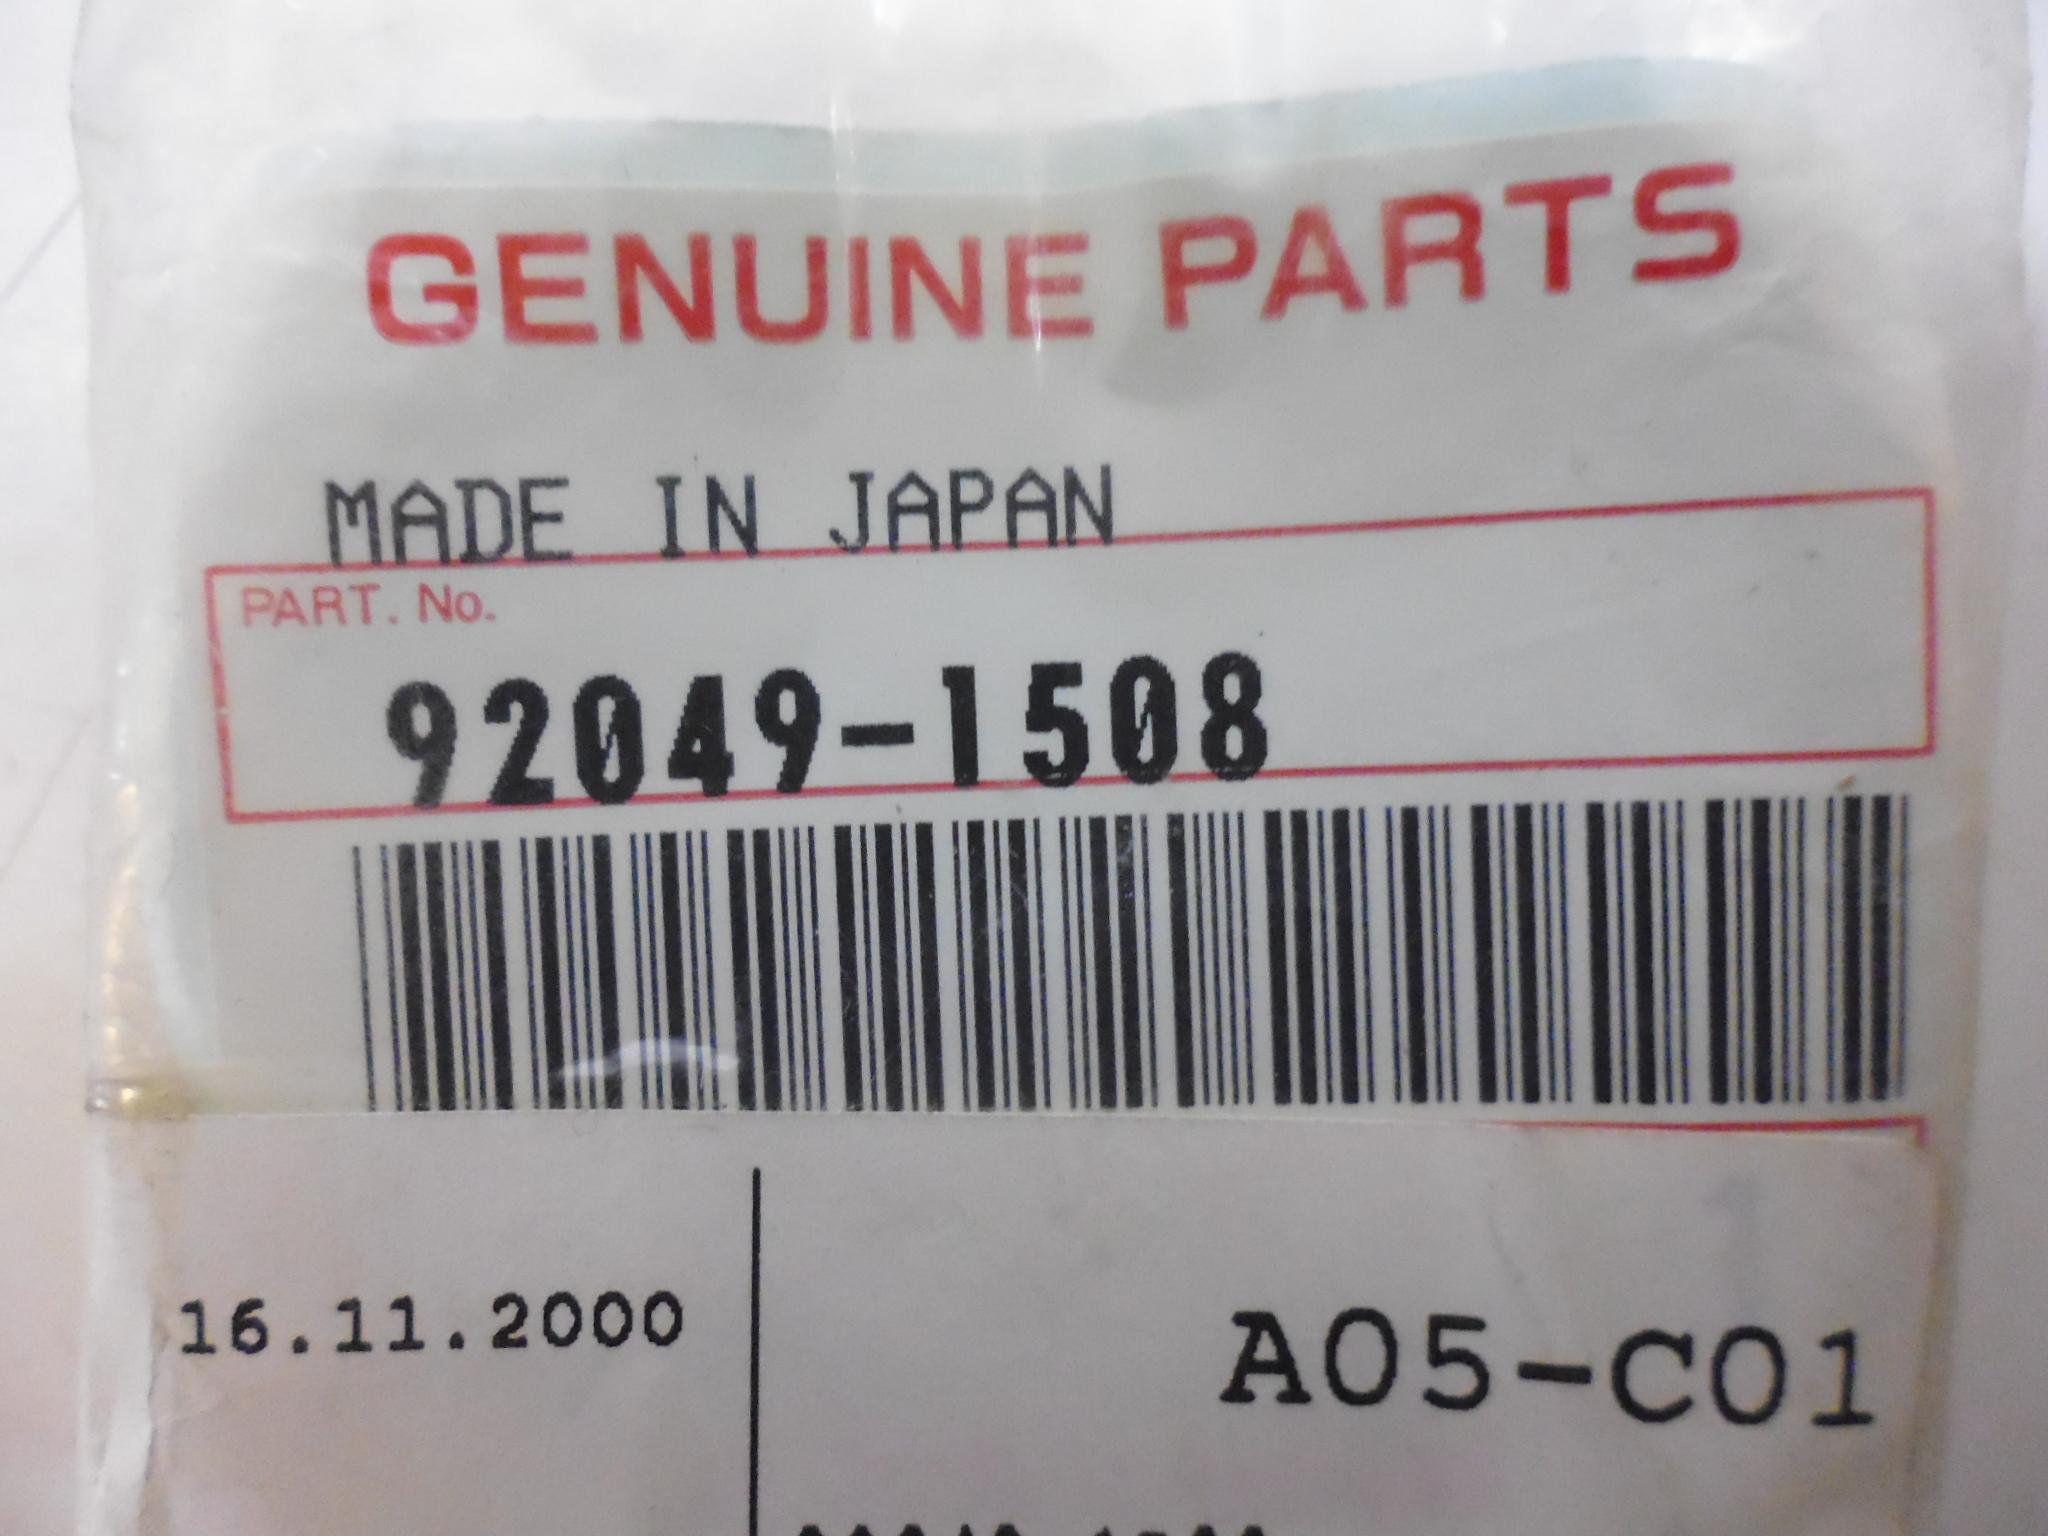 GENUINE PARTS
MADE IN JAPAN
PART. No.
92049-1508
16.11.2000
A05-C01